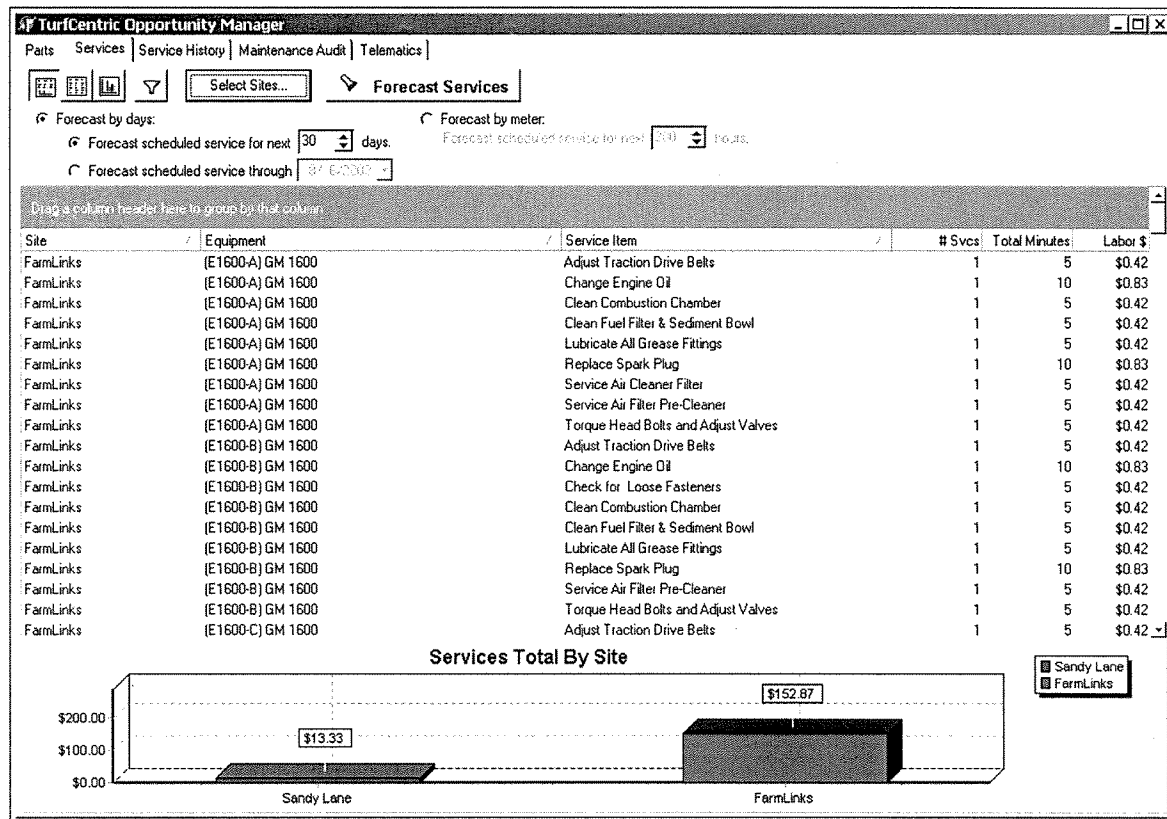 TurfCentric Opportunity Manager
Parts Services Service History Maintenance Audit Telematics
Select Sites... Forecast Services
Forecast by days: Forecast by meter:
Forecast scheduled service for next 30 days. Forecast scheduled service for next 200 hours.
Forecast scheduled service through
Drag a column header here to group by that column
Site Equipment Service Item # Svcs Total Minutes Labor $
FarmLinks (E1600-A) GM 1600 Adjust Traction Drive Belts 1 5 $0.42
FarmLinks (E1600-A) GM 1600 Change Engine Oil 1 10 $0.83
FarmLinks (E1600-A) GM 1600 Clean Combustion Chamber 1 5 $0.42
FarmLinks (E1600-A) GM 1600 Clean Fuel Filter & Sediment Bowl 1 5 $0.42
FarmLinks (E1600-A) GM 1600 Lubricate All Grease Fittings 1 5 $0.42
FarmLinks (E1600-A) GM 1600 Replace Spark Plug 1 10 $0.83
FarmLinks (E1600-A) GM 1600 Service Air Cleaner Filter 1 5 $0.42
FarmLinks (E1600-A) GM 1600 Service Air Filter Pre-Cleaner 1 5 $0.42
FarmLinks (E1600-A) GM 1600 Torque Head Bolts and Adjust Valves 1 5 $0.42
FarmLinks (E1600-B) GM 1600 Adjust Traction Drive Belts 1 5 $0.42
FarmLinks (E1600-B) GM 1600 Change Engine Oil 1 10 $0.83
FarmLinks (E1600-B) GM 1600 Check for Loose Fasteners 1 5 $0.42
FarmLinks (E1600-B) GM 1600 Clean Combustion Chamber 1 5 $0.42
FarmLinks (E1600-B) GM 1600 Clean Fuel Filter & Sediment Bowl 1 5 $0.42
FarmLinks (E1600-B) GM 1600 Lubricate All Grease Fittings 1 5 $0.42
FarmLinks (E1600-B) GM 1600 Replace Spark Plug 1 10 $0.83
FarmLinks (E1600-B) GM 1600 Service Air Filter Pre-Cleaner 1 5 $0.42
FarmLinks (E1600-B) GM 1600 Torque Head Bolts and Adjust Valves 1 5 $0.42
FarmLinks (E1600-C) GM 1600 Adjust Traction Drive Belts 1 5 $0.42
Services Total By Site
Sandy Lane
FarmLinks
$152.87
$200.00
$13.33
$100.00
$0.00
Sandy Lane FarmLinks